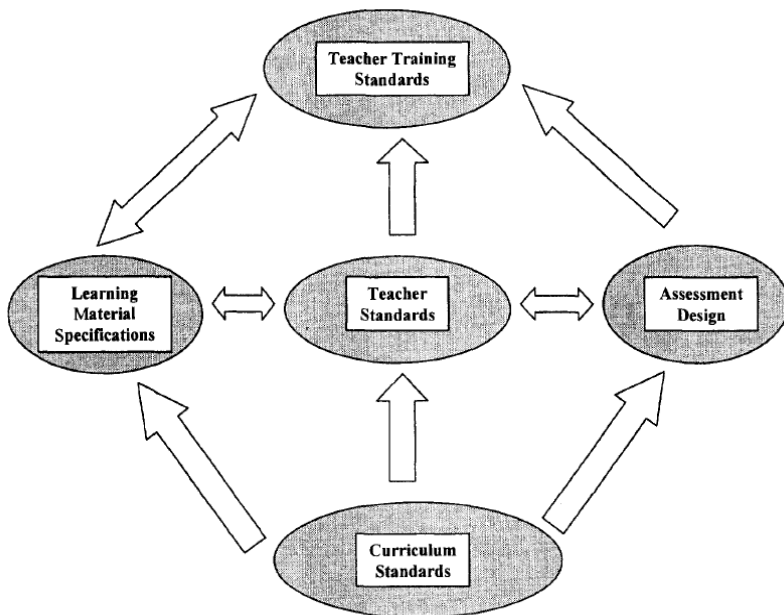 Teacher Training
Standards
Learning
Material
Specifications
Teacher
Standards
Assessment
Design
Curriculum
Standards